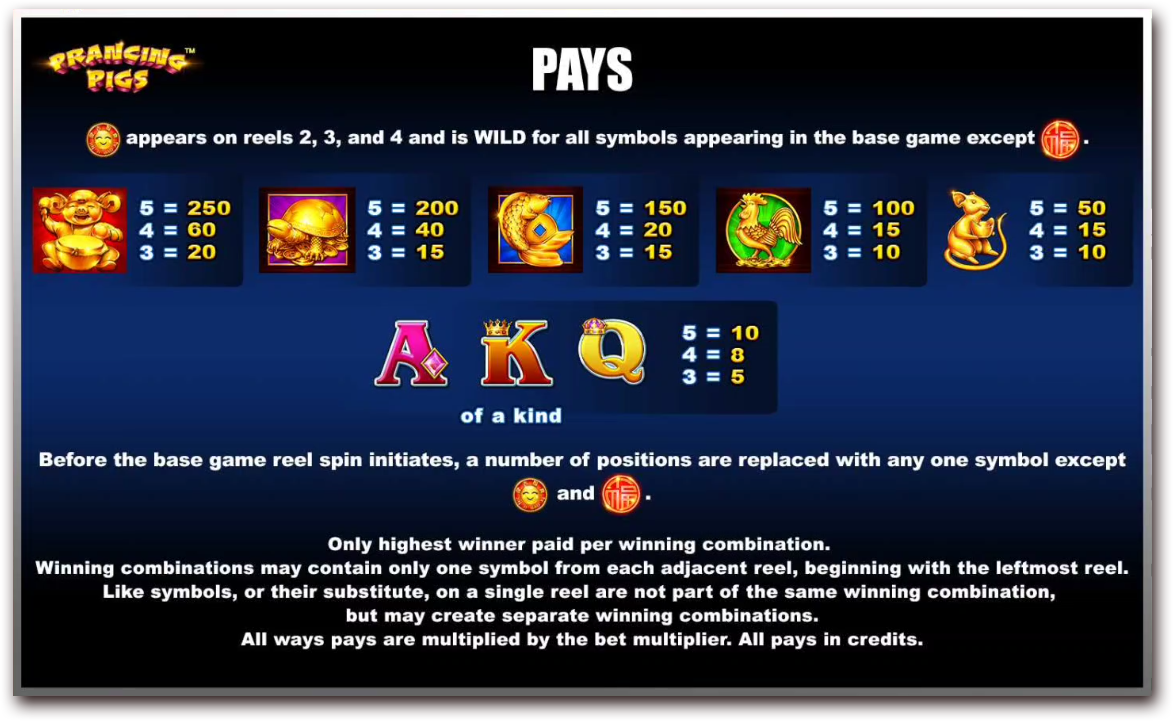 PRANCING™
PIGS
PAYS
appears on reels 2, 3, and 4 and is WILD for all symbols appearing in the base game except 福.
5 = 250
4 = 60
3 = 20
5 = 200
4 = 40
3 = 15
5 = 150
4 = 20
3 = 15
5 = 100
4 = 15
3 = 10
5 = 50
4 = 15
3 = 10
A K Q
5 = 10
4 = 8
3 = 5
of a kind
Before the base game reel spin initiates, a number of positions are replaced with any one symbol except
and 福.
Only highest winner paid per winning combination.
Winning combinations may contain only one symbol from each adjacent reel, beginning with the leftmost reel.
Like symbols, or their substitute, on a single reel are not part of the same winning combination,
but may create separate winning combinations.
All ways pays are multiplied by the bet multiplier. All pays in credits.